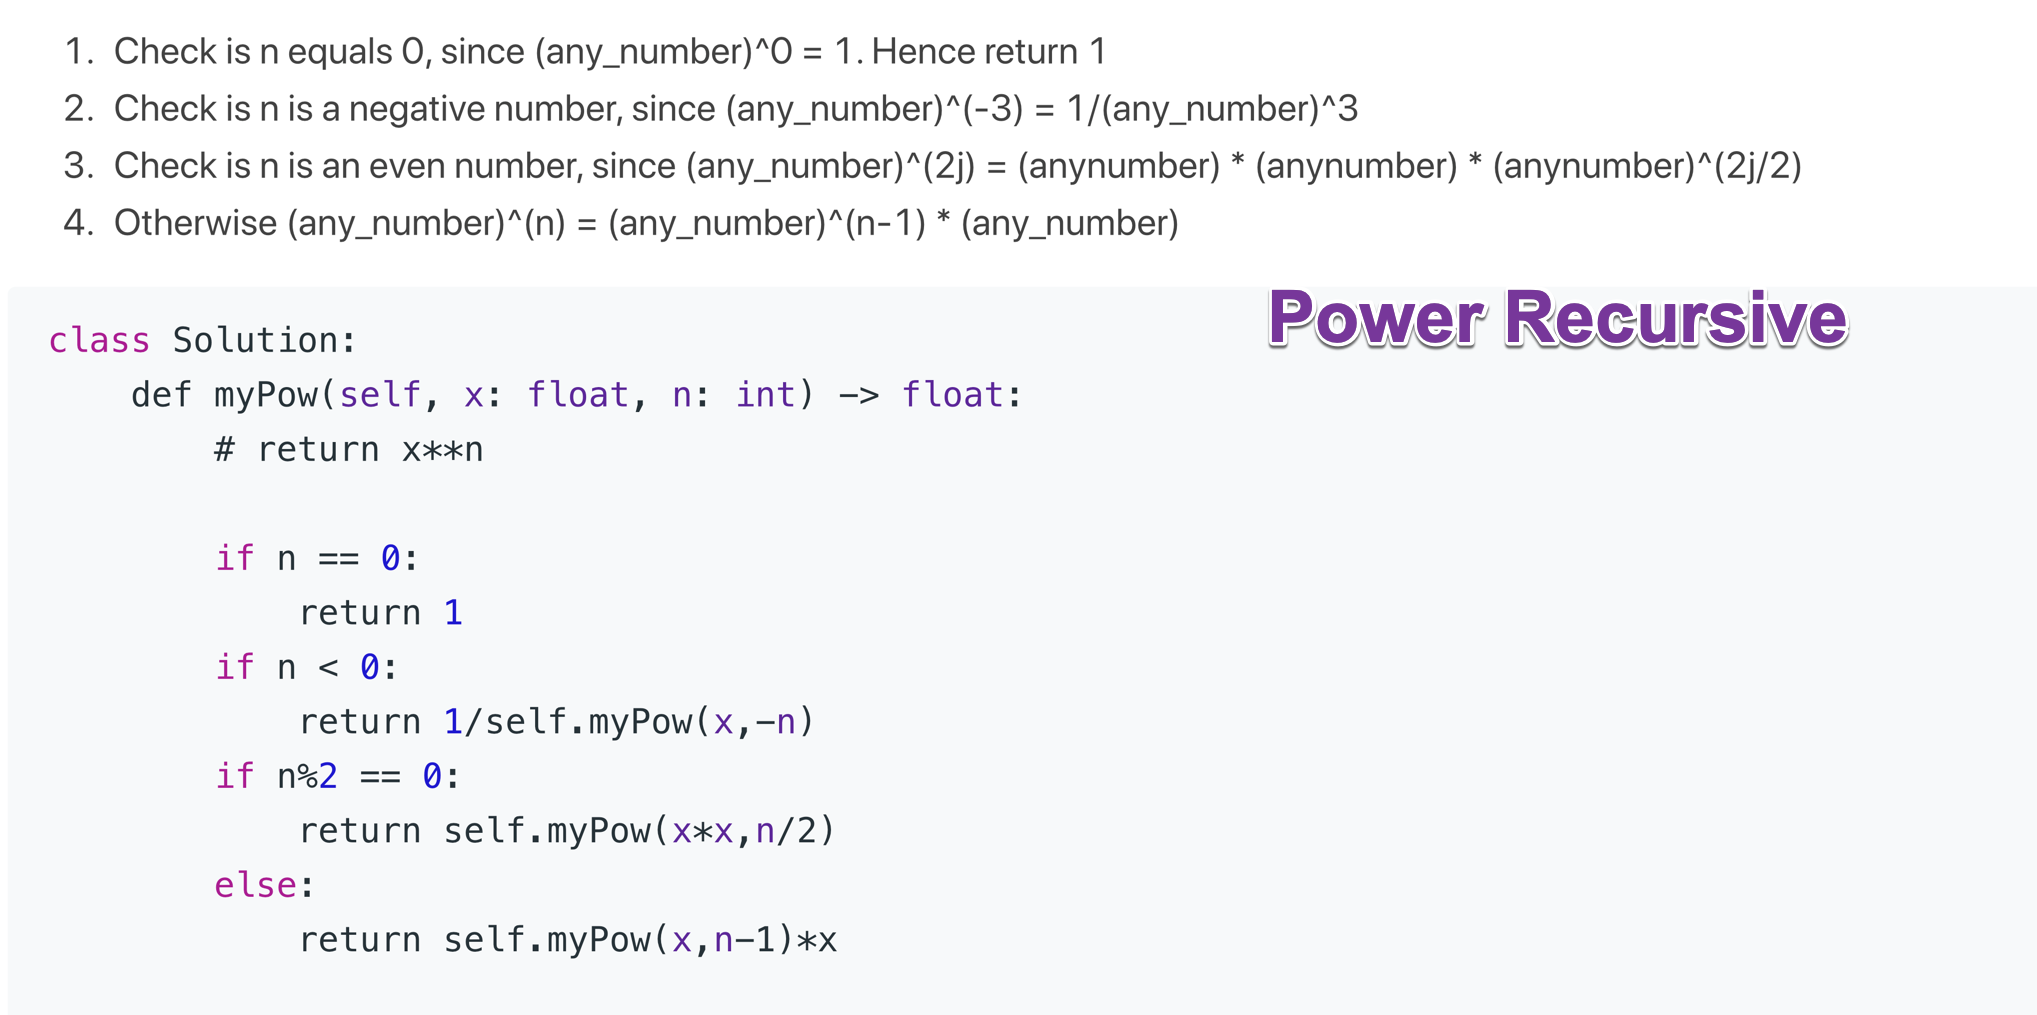 1. Check is n equals 0, since (any_number)^0 = 1. Hence return 1
2. Check is n is a negative number, since (any_number)^(-3) = 1/(any_number)^3
3. Check is n is an even number, since (any_number)^(2j) = (anynumber) * (anynumber) * (anynumber)^(2j/2)
4. Otherwise (any_number)^(n) = (any_number)^(n-1) * (any_number)
Power Recursive
class Solution:
    def myPow(self, x: float, n: int) -> float:
        # return x**n
        if n == 0:
            return 1
        if n < 0:
            return 1/self.myPow(x,-n)
        if n%2 == 0:
            return self.myPow(x*x,n/2)
        else:
            return self.myPow(x,n-1)*x